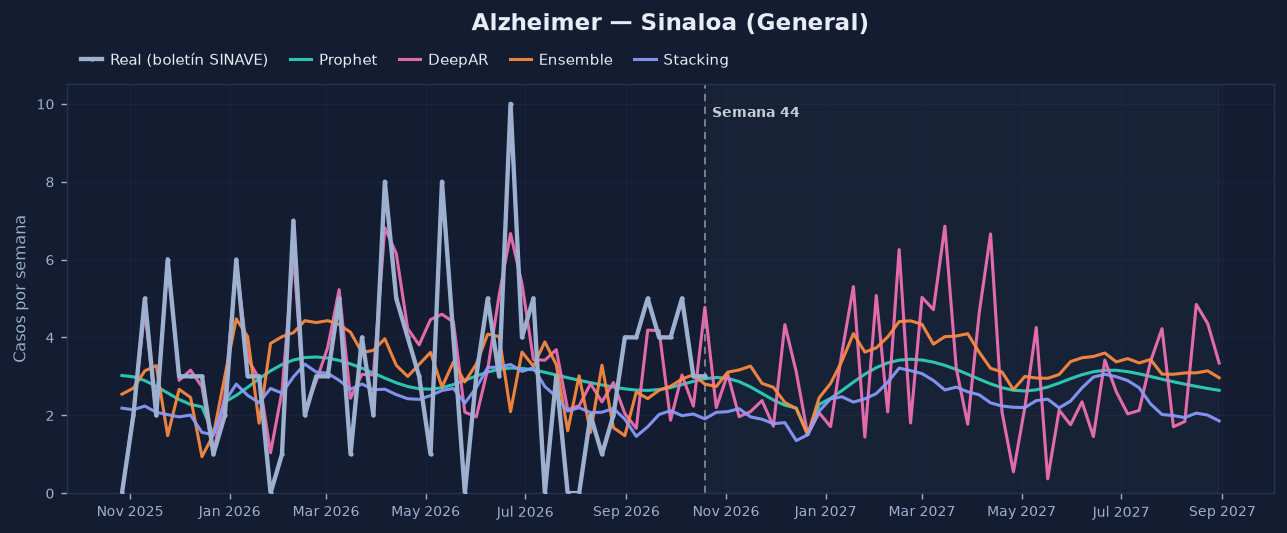 Alzheimer — Sinaloa (General)
Real (boletín SINAVE) Prophet DeepAR Ensemble Stacking
Semana 44
Casos por semana
10
8
6
4
2
0
Nov 2025 Jan 2026 Mar 2026 May 2026 Jul 2026 Sep 2026 Nov 2026 Jan 2027 Mar 2027 May 2027 Jul 2027 Sep 2027